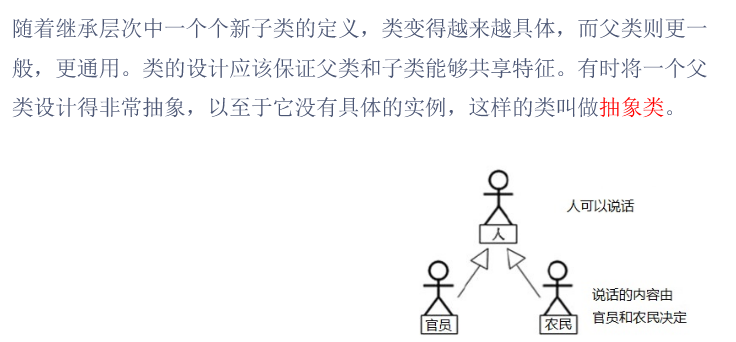 随着继承层次中一个个新子类的定义，类变得越来越具体，而父类则更一
般，更通用。类的设计应该保证父类和子类能够共享特征。有时将一个父
类设计得非常抽象，以至于它没有具体的实例，这样的类叫做抽象类。
人可以说话
人
说话的内容由
官员和农民决定
官员
农民